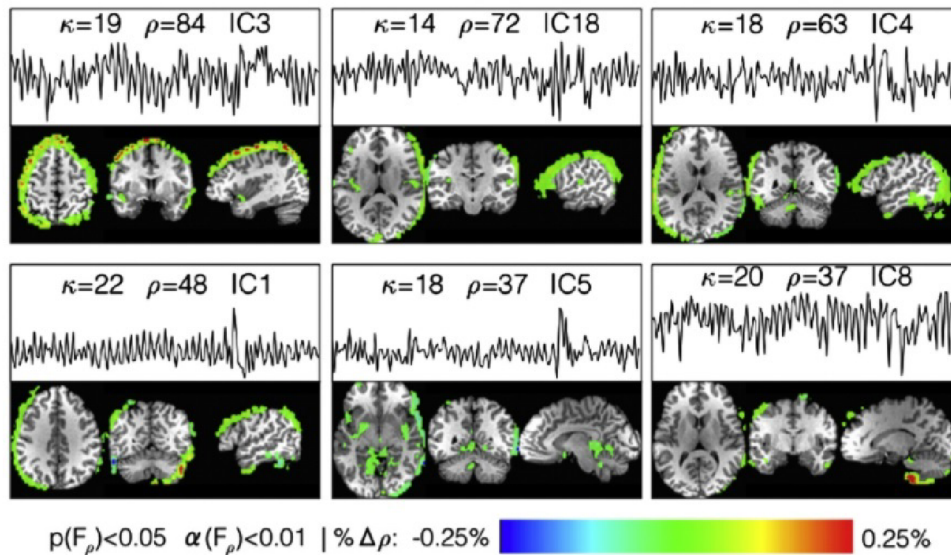 κ=19 ρ=84 IC3
κ=14 ρ=72 IC18
κ=18 ρ=63 IC4
κ=22 ρ=48 IC1
κ=18 ρ=37 IC5
κ=20 ρ=37 IC8
p(Fρ)<0.05 α(Fρ)<0.01 | %Δρ: -0.25% 0.25%